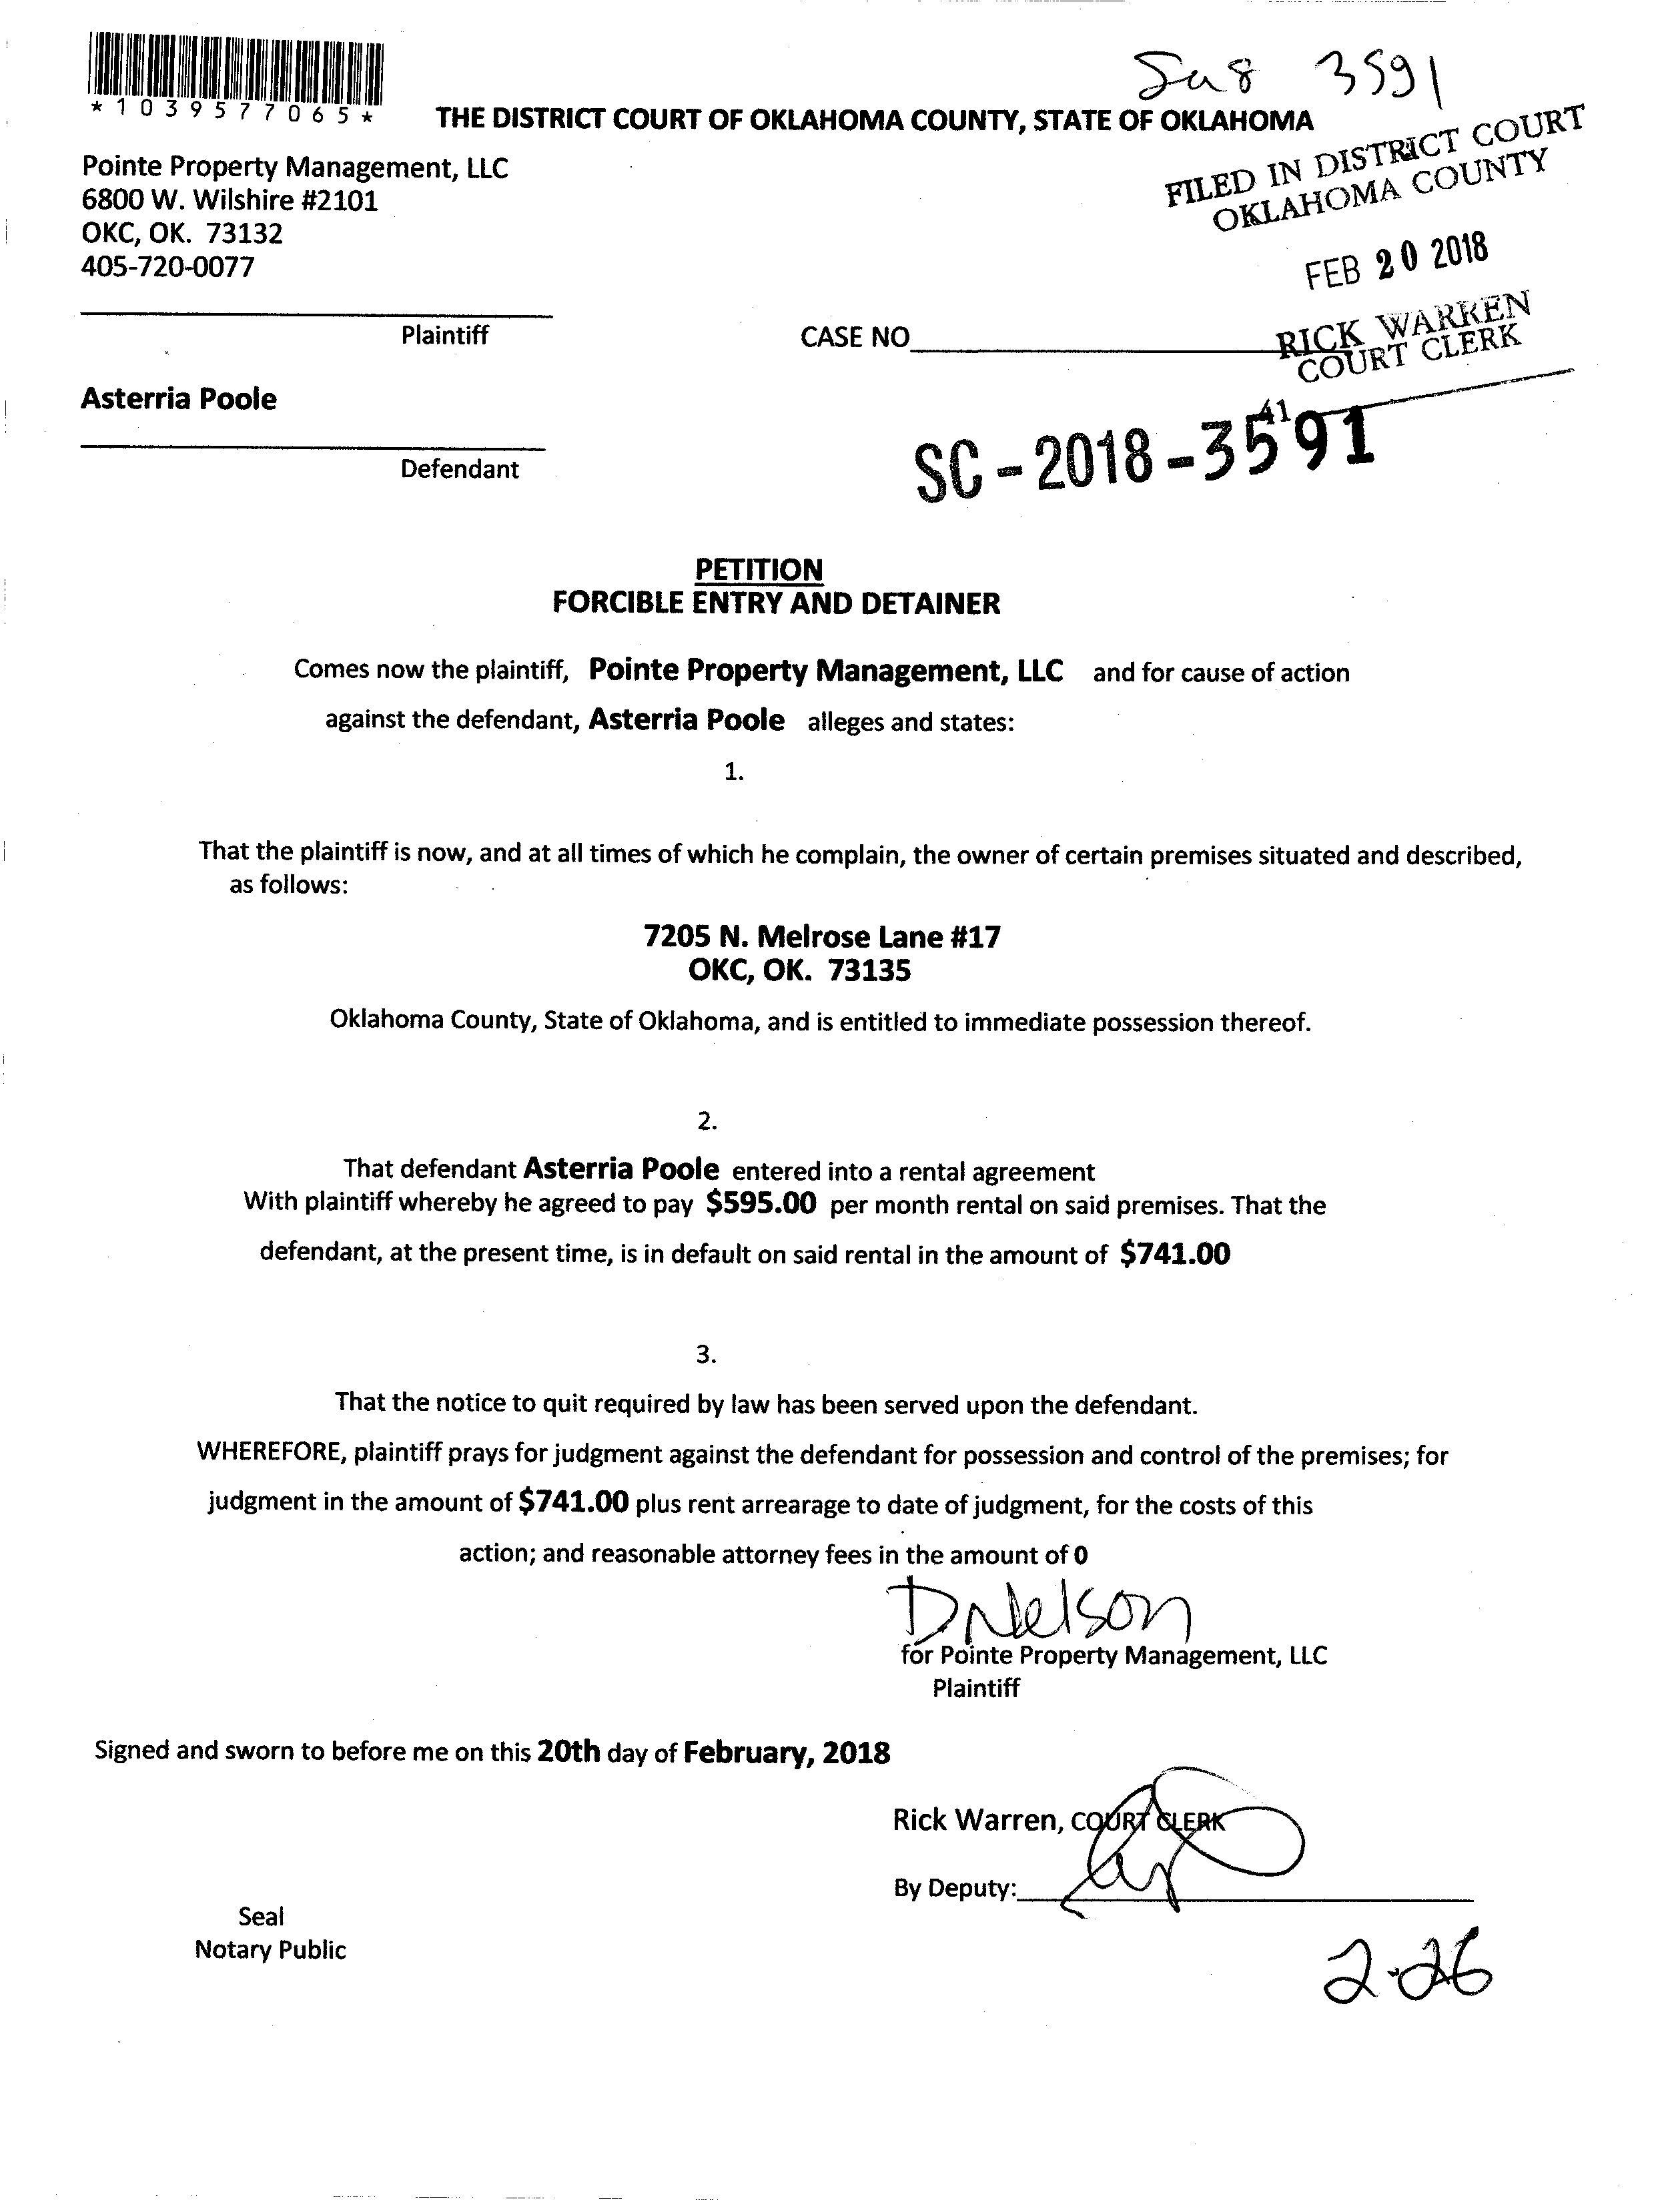 *1039577065*
3591
THE DISTRICT COURT OF OKLAHOMA COUNTY, STATE OF OKLAHOMA
FILED IN DISTRICT COURT
OKLAHOMA COUNTY
Pointe Property Management, LLC
6800 W. Wilshire #2101
OKC, OK. 73132
405-720-0077
FEB 20 2018
RICK WARREN
COURT CLERK
Plaintiff
CASE NO
41
Asterria Poole
SC-2018-3591
Defendant
PETITION
FORCIBLE ENTRY AND DETAINER
Comes now the plaintiff, Pointe Property Management, LLC and for cause of action
against the defendant, Asterria Poole alleges and states:
1.
That the plaintiff is now, and at all times of which he complain, the owner of certain premises situated and described,
as follows:
7205 N. Melrose Lane #17
OKC, OK. 73135
Oklahoma County, State of Oklahoma, and is entitled to immediate possession thereof.
2.
That defendant Asterria Poole entered into a rental agreement
With plaintiff whereby he agreed to pay $595.00 per month rental on said premises. That the
defendant, at the present time, is in default on said rental in the amount of $741.00
3.
That the notice to quit required by law has been served upon the defendant.
WHEREFORE, plaintiff prays for judgment against the defendant for possession and control of the premises; for
judgment in the amount of $741.00 plus rent arrearage to date of judgment, for the costs of this
action; and reasonable attorney fees in the amount of 0
DNelson
for Pointe Property Management, LLC
Plaintiff
Signed and sworn to before me on this 20th day of February, 2018
Rick Warren, COURT CLERK
By Deputy:
Seal
Notary Public
2-26